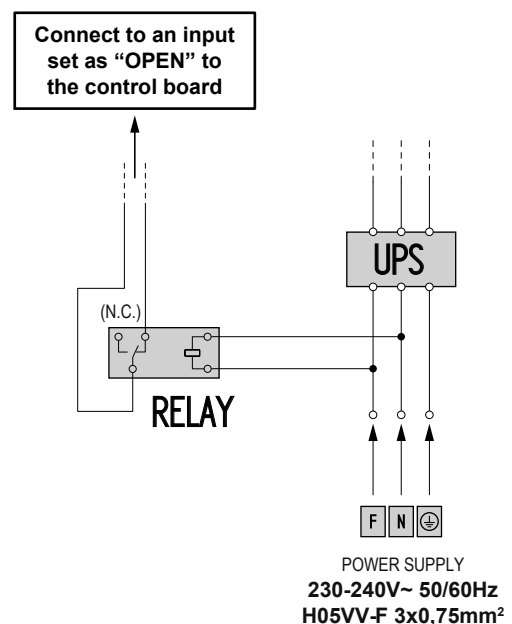 Connect to an input
set as “OPEN” to
the control board
UPS
(N.C.)
RELAY
F N
POWER SUPPLY
230-240V~ 50/60Hz
H05VV-F 3x0,75mm²